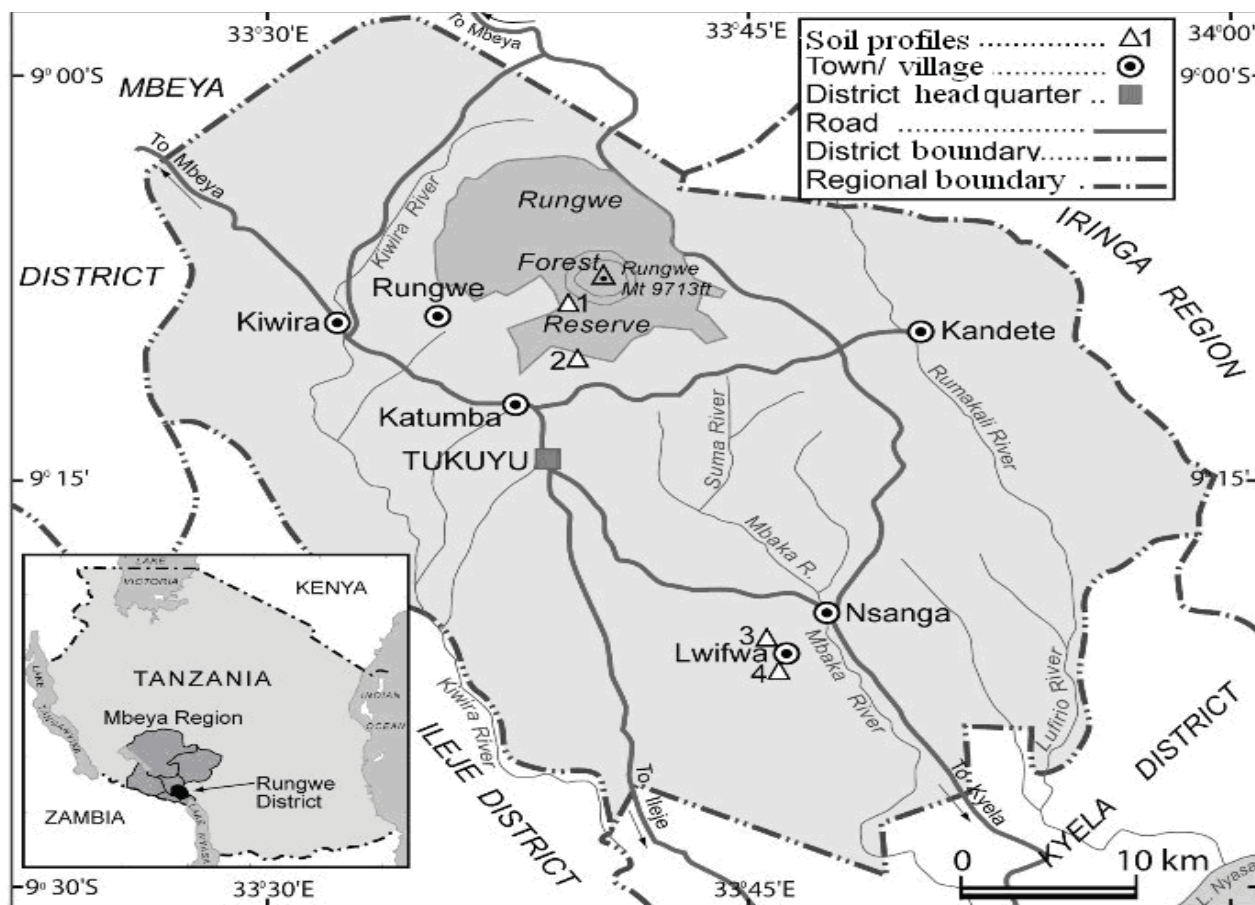 To Mbeya
33°30'E
33°45'E
34°00'
9°00'S
9°00'S
Soil profiles ............ △1
Town/ village ............
District head quarter ..
Road ............
District boundary......
Regional boundary
MBEYA
DISTRICT
To Mbeya
Kiwira River
Rungwe
Forest
Reserve
Rungwe
Mt 9713ft
IRINGA REGION
Rungwe
Kiwira
1
2
Kandete
Katumba
TUKUYU
Suma River
Rumakali River
9° 15'
9° 15'
Mbaka R.
Nsanga
3
Lwifwa
4
Mbaka River
Lufirio River
Kiwira River
ILEJE DISTRICT
To Ileje
To Kyela
KYELA DISTRICT
0 10 km
L. Nyasa
LAKE
VICTORIA
KENYA
TANZANIA
LAKE
TANGANYIKA
INDIAN
OCEAN
Mbeya Region
Rungwe
District
ZAMBIA
LAKE NYASA
9°30'S
33°30'E
33°45'E